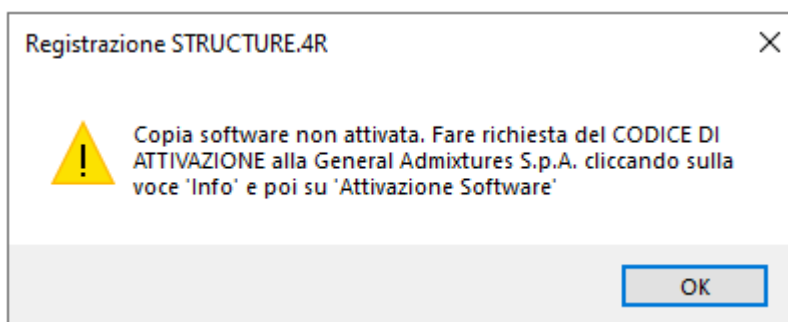 Registrazione STRUCTURE.4R
Copia software non attivata. Fare richiesta del CODICE DI
ATTIVAZIONE alla General Admixtures S.p.A. cliccando sulla
voce 'Info' e poi su 'Attivazione Software'
OK